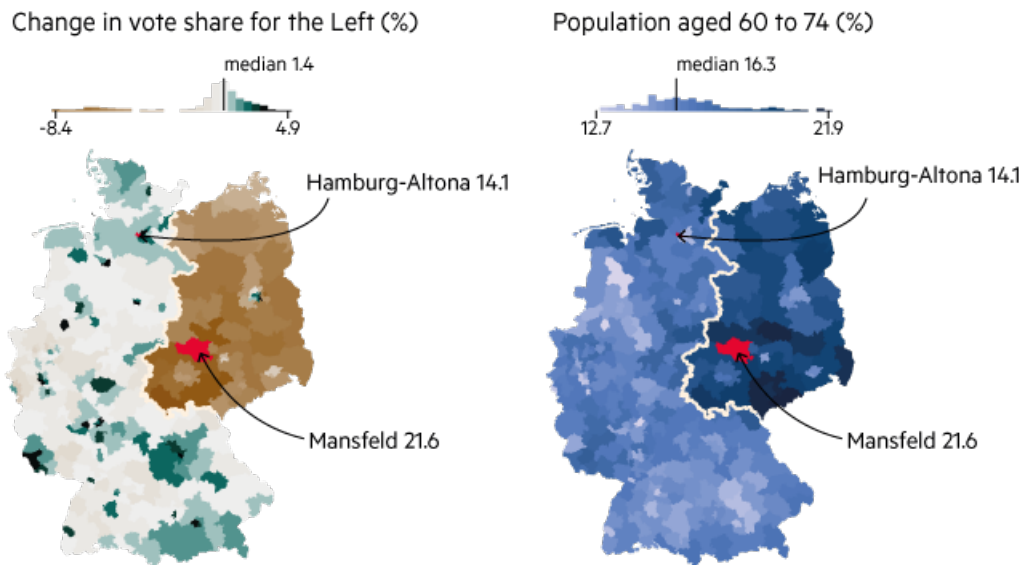 Change in vote share for the Left (%)
median 1.4
-8.4
4.9
Hamburg-Altona 14.1
Mansfeld 21.6
Population aged 60 to 74 (%)
median 16.3
12.7
21.9
Hamburg-Altona 14.1
Mansfeld 21.6